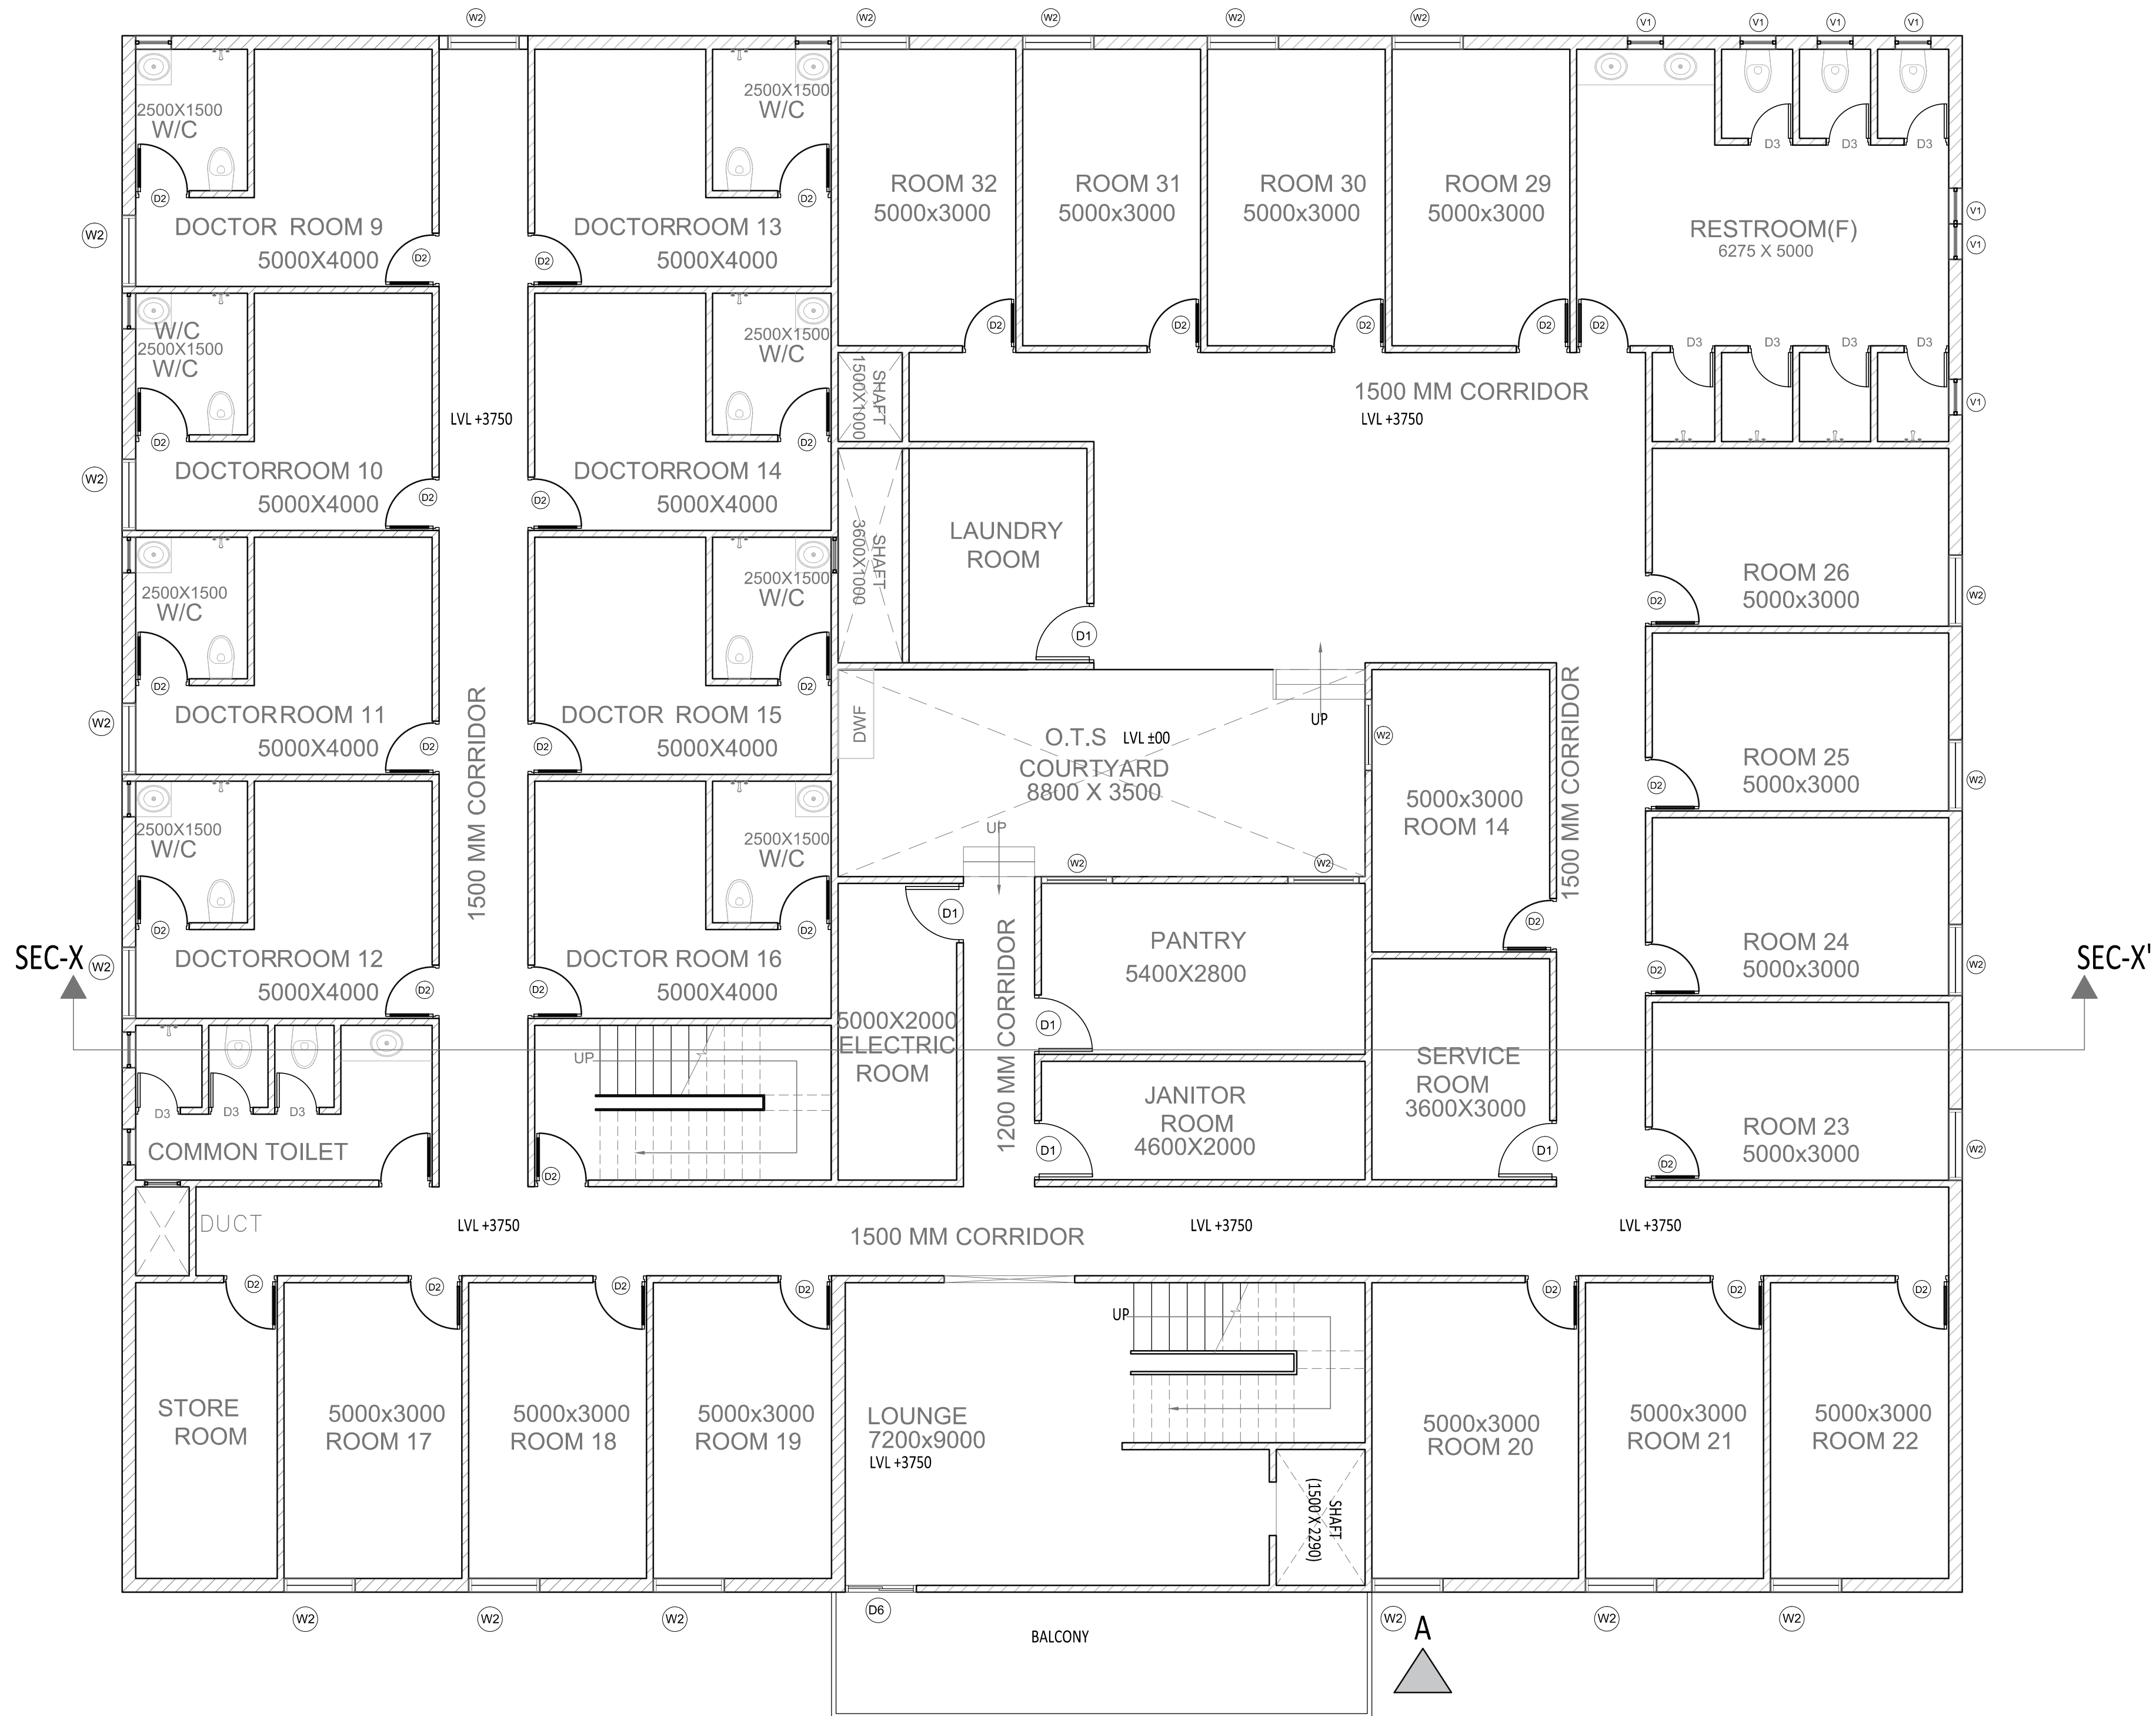 W2
W2
W2
W2
W2
V1
V1
V1
V1
2500X1500
W/C
D2
DOCTOR ROOM 9
5000X4000
D2
W2
2500X1500
W/C
D2
DOCTORROOM 13
5000X4000
D2
ROOM 32
5000x3000
D2
ROOM 31
5000x3000
D2
ROOM 30
5000x3000
D2
ROOM 29
5000x3000
D2
D3
D3
D3
RESTROOM(F)
6275 X 5000
V1
V1
D2
D3
D3
D3
D3
V1
W/C
2500X1500
W/C
D2
DOCTORROOM 10
5000X4000
D2
W2
LVL +3750
2500X1500
W/C
D2
DOCTORROOM 14
5000X4000
D2
SHAFT
1500X1000
1500 MM CORRIDOR
LVL +3750
SHAFT
3600X1000
LAUNDRY
ROOM
D1
ROOM 26
5000x3000
D2
W2
2500X1500
W/C
D2
DOCTORROOM 11
5000X4000
D2
W2
1500 MM CORRIDOR
2500X1500
W/C
D2
DOCTOR ROOM 15
5000X4000
D2
DWF
O.T.S
LVL ±00
COURTYARD
8800 X 3500
UP
UP
W2
W2
W2
5000x3000
ROOM 14
D2
1500 MM CORRIDOR
ROOM 25
5000x3000
D2
W2
2500X1500
W/C
D2
DOCTORROOM 12
5000X4000
D2
W2
SEC-X
2500X1500
W/C
D2
DOCTOR ROOM 16
5000X4000
D2
D1
5000X2000
ELECTRIC
ROOM
1200 MM CORRIDOR
PANTRY
5400X2800
D1
JANITOR
ROOM
4600X2000
D1
SERVICE
ROOM
3600X3000
D1
ROOM 24
5000x3000
D2
W2
SEC-X'
ROOM 23
5000x3000
D2
W2
D3
D3
D3
COMMON TOILET
UP
D2
DUCT
LVL +3750
1500 MM CORRIDOR
LVL +3750
LVL +3750
D2
D2
D2
D2
UP
D2
D2
D2
STORE
ROOM
5000x3000
ROOM 17
5000x3000
ROOM 18
5000x3000
ROOM 19
LOUNGE
7200x9000
LVL +3750
SHAFT
(1500 X 2290)
5000x3000
ROOM 20
5000x3000
ROOM 21
5000x3000
ROOM 22
W2
W2
W2
D6
W2
W2
W2
BALCONY
A